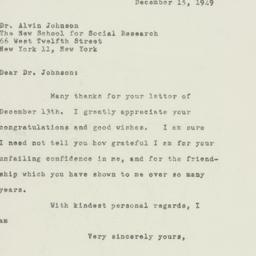 December 15, 1949
Dr. Alvin Johnson
The New School for Social Research
66 West Twelfth Street
New York 11, New York
Dear Dr. Johnson:
Many thanks for your letter of
December 13th. I greatly appreciate your
congratulations and good wishes. I am sure
I need not tell you how grateful I am for your
unfailing confidence in me, and for the friend-
ship which you have shown to me over so many
years.
With kindest personal regards, I
am
Very sincerely yours,